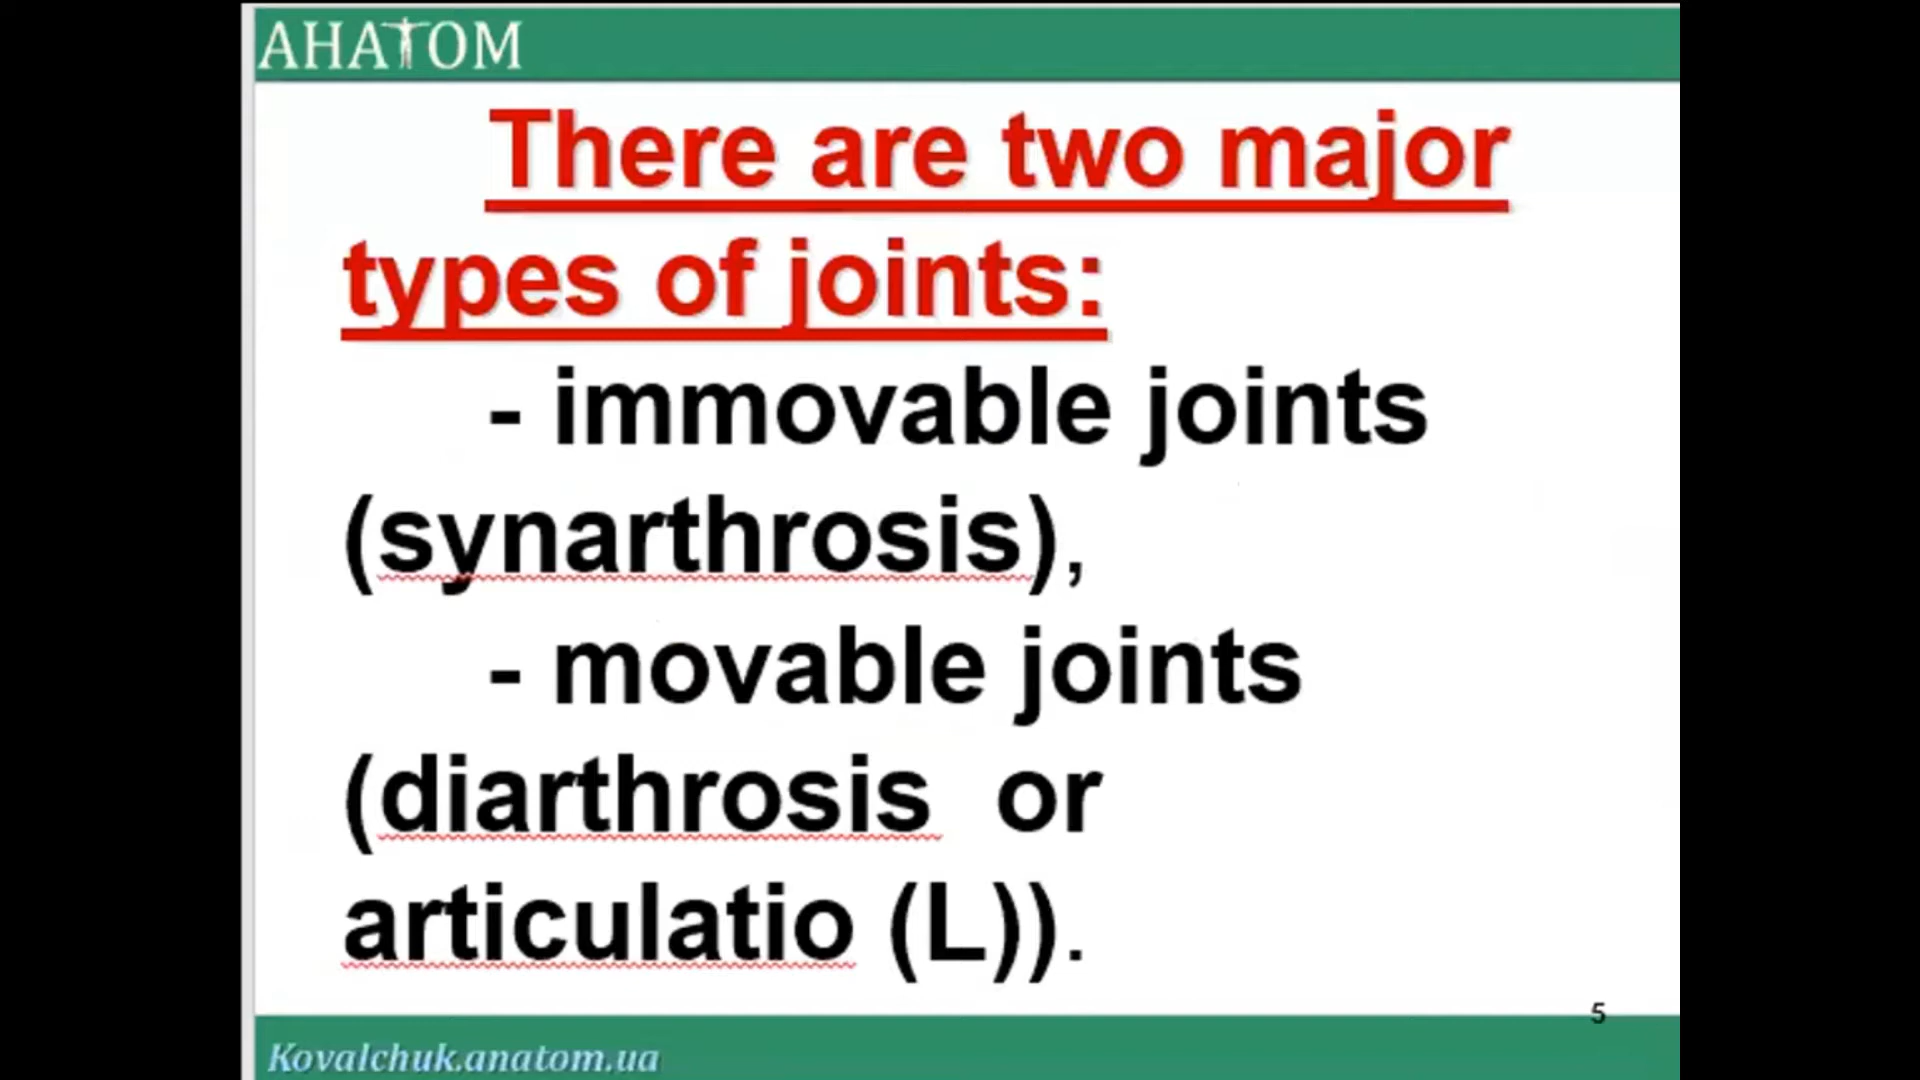 АНАТОМ
There are two major
types of joints:
- immovable joints
(synarthrosis),
- movable joints
(diarthrosis or
articulatio (L)).
5
Kovalchuk.anatom.ua